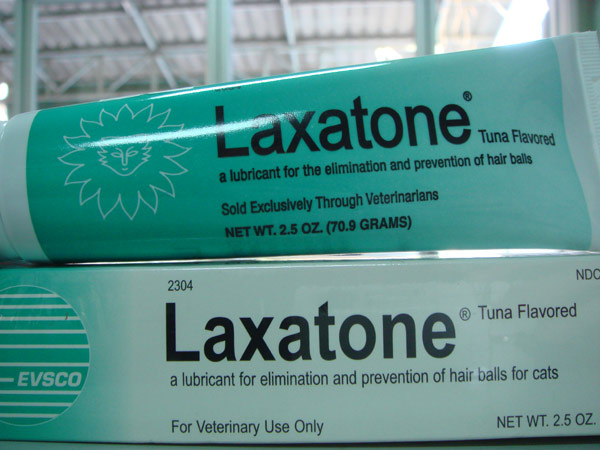 Laxatone® Tuna Flavored
a lubricant for the elimination and prevention of hair balls
Sold Exclusively Through Veterinarians
NET WT. 2.5 OZ. (70.9 GRAMS)
2304
NDC
Laxatone® Tuna Flavored
EVSCO
a lubricant for elimination and prevention of hair balls for cats
For Veterinary Use Only
NET WT. 2.5 OZ.